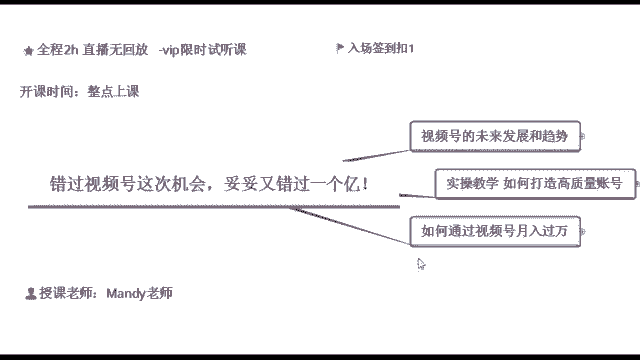 全程2h 直播无回放 -vip限时试听课
入场签到扣1
开课时间：整点上课
视频号的未来发展和趋势
错过视频号这次机会，妥妥又错过一个亿！
实操教学 如何打造高质量账号
如何通过视频号月入过万
授课老师：Mandy老师